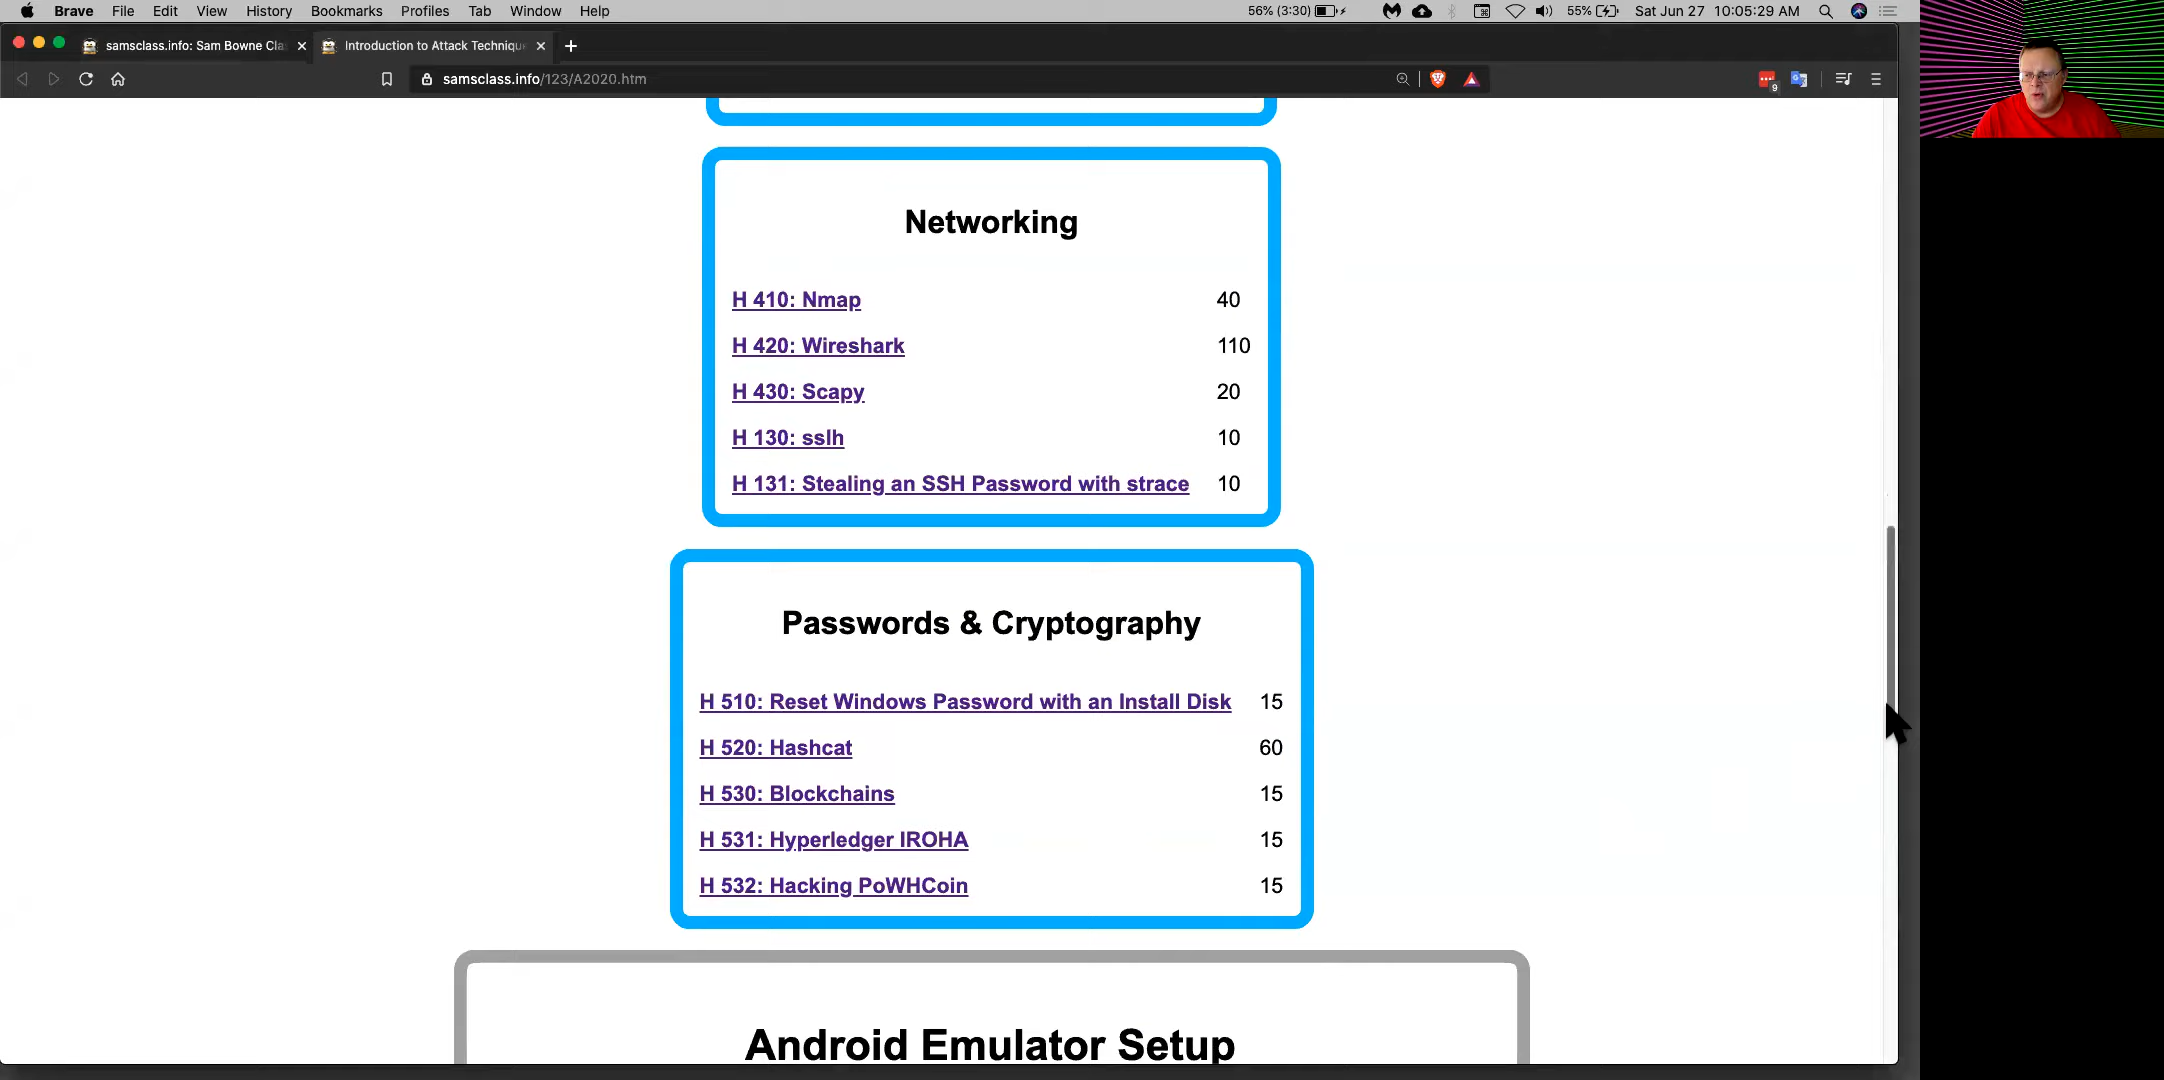 Brave File Edit View History Bookmarks Profiles Tab Window Help 56% (3:30) 55% Sat Jun 27 10:05:29 AM
samsclass.info: Sam Bowne Cla Introduction to Attack Technique
samsclass.info/123/A2020.htm 9
Networking
H 410: Nmap 40
H 420: Wireshark 110
H 430: Scapy 20
H 130: sslh 10
H 131: Stealing an SSH Password with strace 10
Passwords & Cryptography
H 510: Reset Windows Password with an Install Disk 15
H 520: Hashcat 60
H 530: Blockchains 15
H 531: Hyperledger IROHA 15
H 532: Hacking PoWHCoin 15
Android Emulator Setup